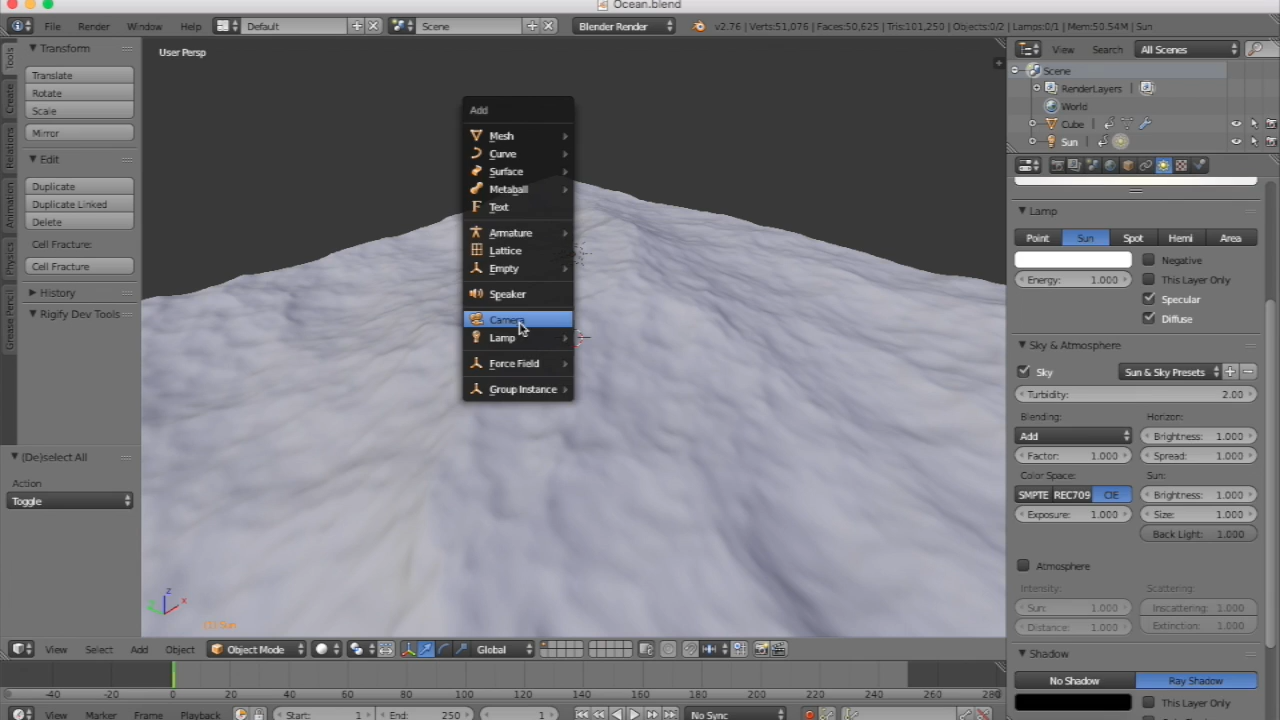 Ocean.blend
File Render Window Help Default Scene Blender Render v2.76 | Verts:51,076 | Faces:50,625 | Tris:101,250 | Objects:0/2 | Lamps:0/1 | Mem:50.54M | Sun
Tools
Create
Relations
Animation
Physics
Grease Pencil
Transform
Translate
Rotate
Scale
Mirror
Edit
Duplicate
Duplicate Linked
Delete
Cell Fracture:
Cell Fracture
History
Rigify Dev Tools
(De)select All
Action
Toggle
User Persp
Add
Mesh
Curve
Surface
Metaball
Text
Armature
Lattice
Empty
Speaker
Camera
Lamp
Force Field
Group Instance
z
x
(1) Sun
View Search All Scenes
Scene
RenderLayers
World
Cube
Sun
Lamp
Point Sun Spot Hemi Area
Negative
Energy: 1.000 This Layer Only
Specular
Diffuse
Sky & Atmosphere
Sky Sun & Sky Presets
Turbidity: 2.00
Blending: Horizon:
Add Brightness: 1.000
Factor: 1.000 Spread: 1.000
Color Space: Sun:
SMPTE REC709 CIE Brightness: 1.000
Exposure: 1.000 Size: 1.000
Back Light: 1.000
Atmosphere
Intensity: Scattering:
Sun: 1.000 Inscattering: 1.000
Distance: 1.000 Extinction: 1.000
Shadow
No Shadow Ray Shadow
This Layer Only
View Select Add Object Object Mode Global
-40 -20 0 20 40 60 80 100 120 140 160 180 200 220 240 260 280
View Marker Frame Playback Start: 1 End: 250 1 No Sync